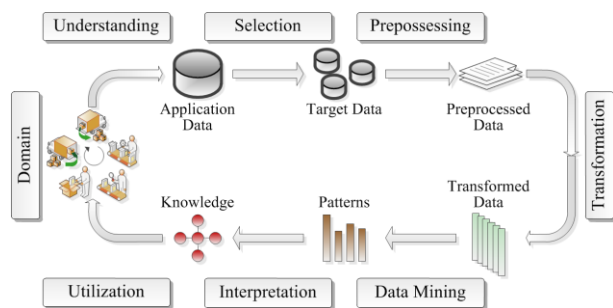 Understanding
Selection
Prepossessing
Application
Data
Target Data
Preprocessed
Data
Domain
Transformation
Knowledge
Patterns
Transformed
Data
Utilization
Interpretation
Data Mining